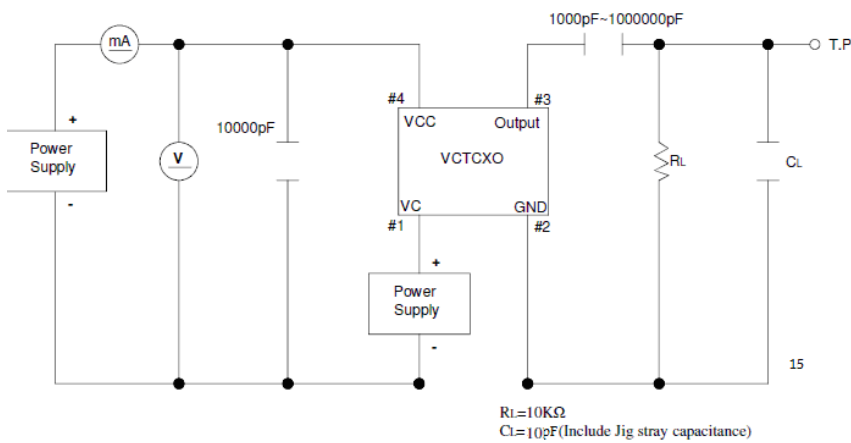 1000pF~1000000pF
mA
T.P
#4
#3
+
10000pF
VCC
Output
Power
Supply
V
VCTCXO
RL
CL
-
VC
GND
#1
#2
+
Power
Supply
-
15
RL=10KΩ
CL=10pF(Include Jig stray capacitance)